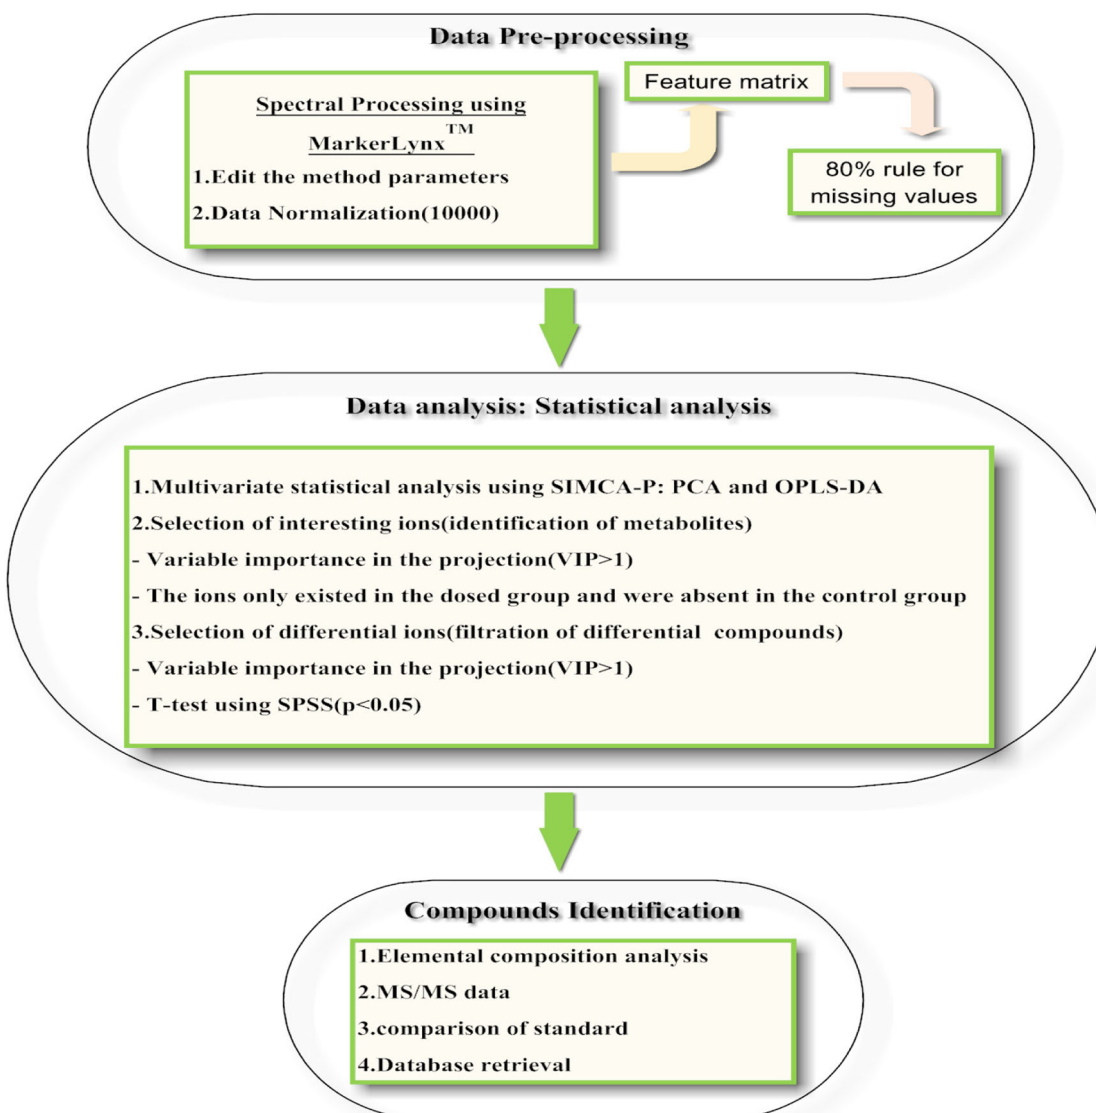 Data Pre-processing
Spectral Processing using
MarkerLynx™
1.Edit the method parameters
2.Data Normalization(10000)
Feature matrix
80% rule for
missing values
Data analysis: Statistical analysis
1.Multivariate statistical analysis using SIMCA-P: PCA and OPLS-DA
2.Selection of interesting ions(identification of metabolites)
- Variable importance in the projection(VIP>1)
- The ions only existed in the dosed group and were absent in the control group
3.Selection of differential ions(filtration of differential compounds)
- Variable importance in the projection(VIP>1)
- T-test using SPSS(p<0.05)
Compounds Identification
1.Elemental composition analysis
2.MS/MS data
3.comparison of standard
4.Database retrieval